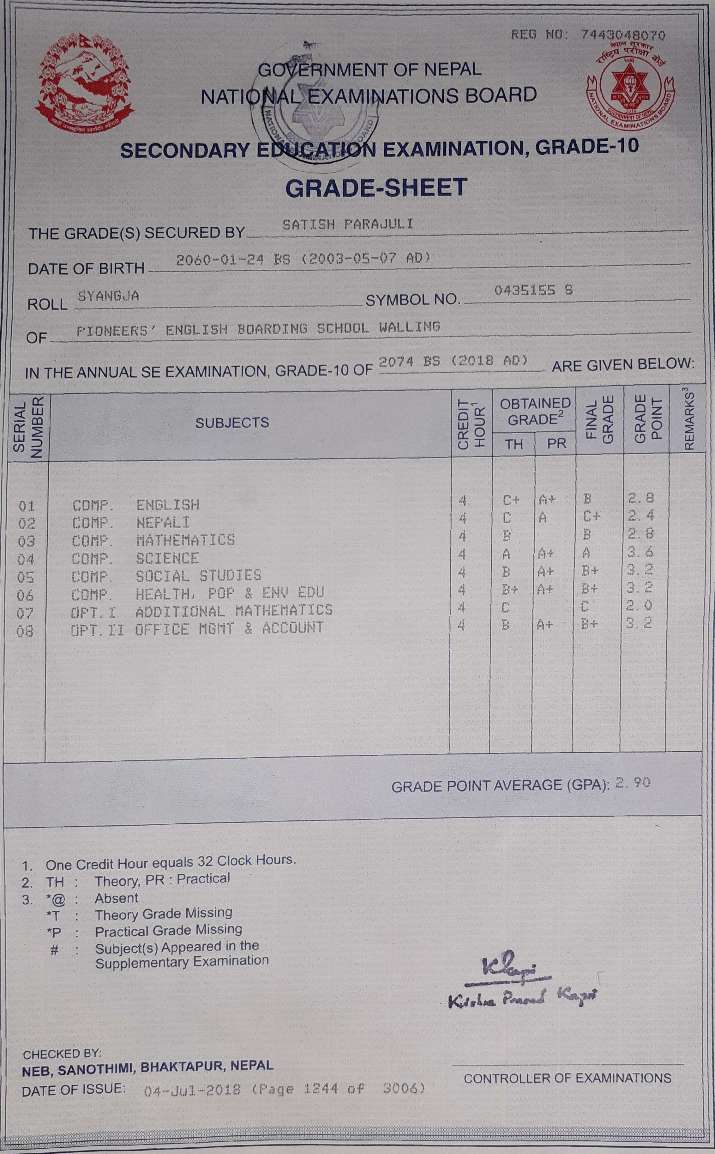 REG NO: 7443048070
नेपाल सरकार
राष्ट्रिय परीक्षा बोर्ड
NATIONAL EXAMINATIONS BOARD
GOVERNMENT OF NEPAL
NATIONAL EXAMINATIONS BOARD
SECONDARY EDUCATION EXAMINATION, GRADE-10
GRADE-SHEET
THE GRADE(S) SECURED BY SATISH PARAJULI
DATE OF BIRTH 2060-01-24 BS (2003-05-07 AD)
ROLL SYANGJA SYMBOL NO. 0435155 S
OF PIONEERS' ENGLISH BOARDING SCHOOL WALLING
IN THE ANNUAL SE EXAMINATION, GRADE-10 OF 2074 BS (2018 AD) ARE GIVEN BELOW:
SERIAL NUMBER SUBJECTS CREDIT HOUR1 OBTAINED GRADE2 FINAL GRADE GRADE POINT REMARKS3
TH PR
01 COMP. ENGLISH 4 C+ A+ B 2.8
02 COMP. NEPALI 4 C A C+ 2.4
03 COMP. MATHEMATICS 4 B B 2.8
04 COMP. SCIENCE 4 A A+ A 3.6
05 COMP. SOCIAL STUDIES 4 B A+ B+ 3.2
06 COMP. HEALTH, POP & ENV EDU 4 B+ A+ B+ 3.2
07 OPT.I ADDITIONAL MATHEMATICS 4 C C 2.0
08 OPT.II OFFICE MGMT & ACCOUNT 4 B A+ B+ 3.2
GRADE POINT AVERAGE (GPA): 2.90
1. One Credit Hour equals 32 Clock Hours.
2. TH : Theory, PR : Practical
3. *@ : Absent
*T : Theory Grade Missing
*P : Practical Grade Missing
# : Subject(s) Appeared in the
Supplementary Examination
Krishna Prasad Kapri
CHECKED BY:
NEB, SANOTHIMI, BHAKTAPUR, NEPAL
DATE OF ISSUE: 04-Jul-2018 (Page 1244 of 3006)
CONTROLLER OF EXAMINATIONS